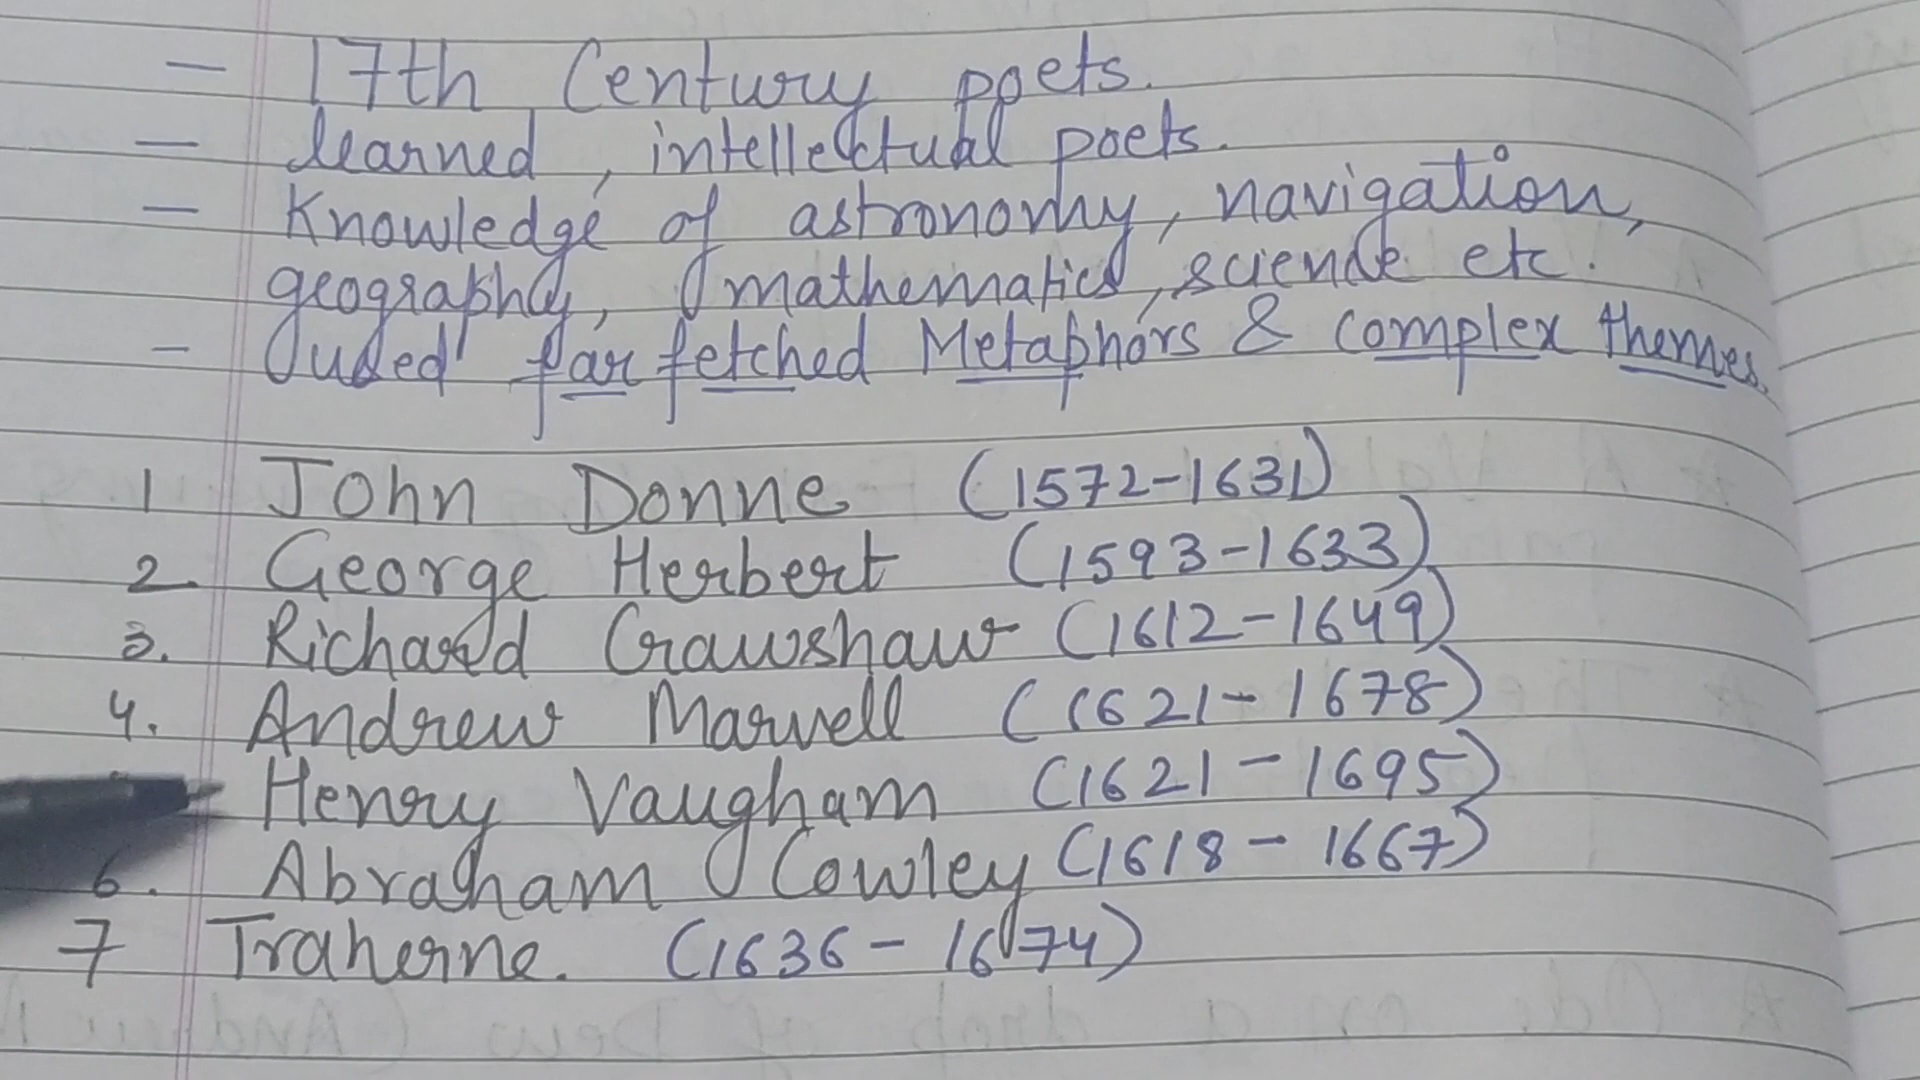 - 17th Century poets.
- learned, intellectual poets.
- Knowledge of astronomy, navigation,
geography, mathematics, science etc.
- used far fetched Metaphors & complex themes.
1 John Donne (1572-1631)
2. George Herbert (1593-1633)
3. Richard Crawshaw (1612-1649)
4. Andrew Marvell (1621-1678)
Henry Vaugham (1621-1695)
6. Abraham Cowley (1618-1667)
7 Traherne. (1636-1674)